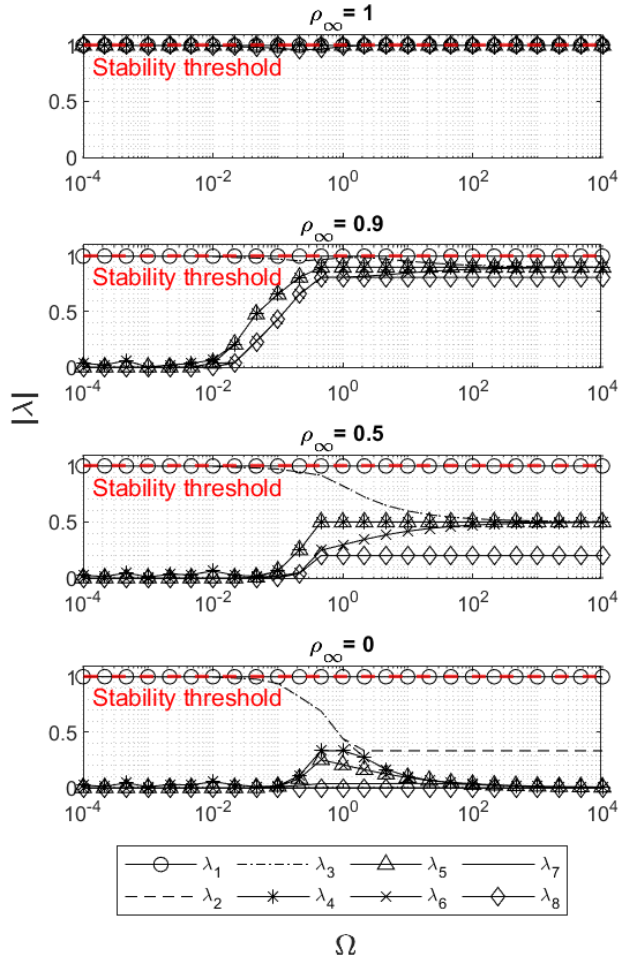 ρ∞ = 1
1
0.5
0
Stability threshold
10⁻⁴ 10⁻² 10⁰ 10² 10⁴
ρ∞ = 0.9
1
0.5
0
Stability threshold
10⁻⁴ 10⁻² 10⁰ 10² 10⁴
|λ|
ρ∞ = 0.5
1
0.5
0
Stability threshold
10⁻⁴ 10⁻² 10⁰ 10² 10⁴
ρ∞ = 0
1
0.5
0
Stability threshold
10⁻⁴ 10⁻² 10⁰ 10² 10⁴
λ₁ λ₃ λ₅ λ₇
λ₂ λ₄ λ₆ λ₈
Ω